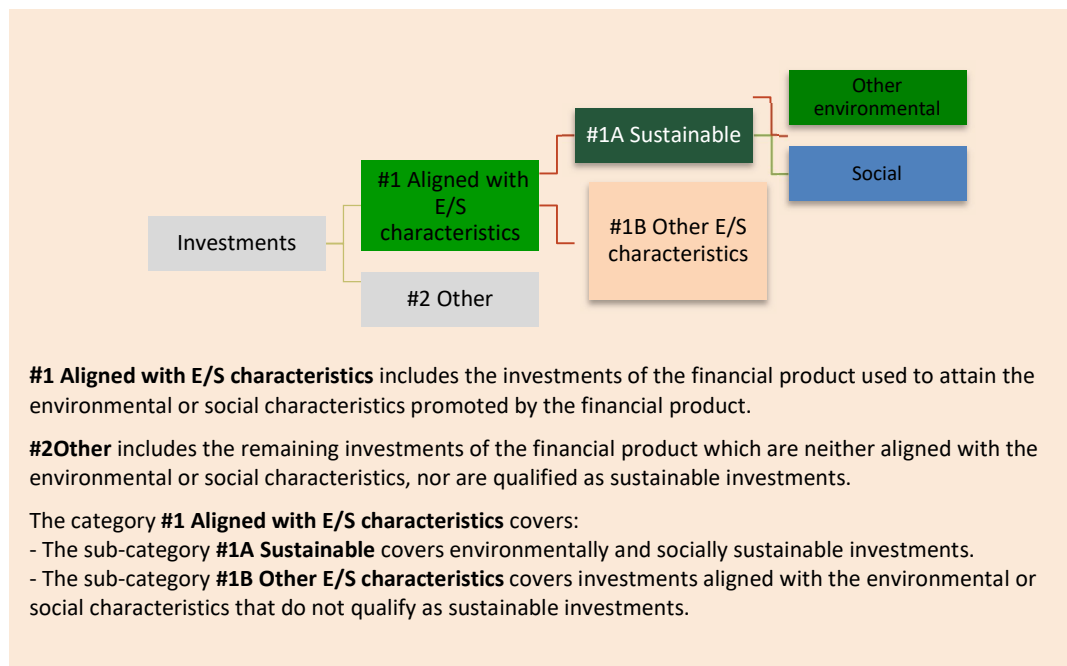 Other
environmental
#1A Sustainable
Social
#1 Aligned with
E/S
characteristics
#1B Other E/S
characteristics
Investments
#2 Other
#1 Aligned with E/S characteristics includes the investments of the financial product used to attain the
environmental or social characteristics promoted by the financial product.
#2Other includes the remaining investments of the financial product which are neither aligned with the
environmental or social characteristics, nor are qualified as sustainable investments.
The category #1 Aligned with E/S characteristics covers:
- The sub-category #1A Sustainable covers environmentally and socially sustainable investments.
- The sub-category #1B Other E/S characteristics covers investments aligned with the environmental or
social characteristics that do not qualify as sustainable investments.